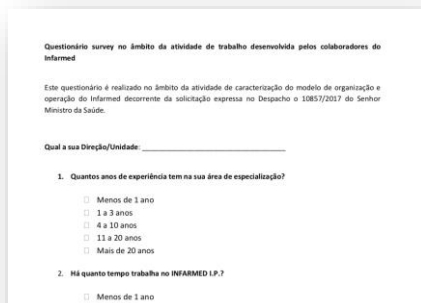 Questionário survey no âmbito da atividade de trabalho desenvolvida pelos colaboradores do
Infarmed
Este questionário é realizado no âmbito da atividade de caracterização do modelo de organização e
operação do Infarmed decorrente da solicitação expressa no Despacho o 10857/2017 do Senhor
Ministro da Saúde.
Qual a sua Direção/Unidade:
1. Quantos anos de experiência tem na sua área de especialização?
Menos de 1 ano
1 a 3 anos
4 a 10 anos
11 a 20 anos
Mais de 20 anos
2. Há quanto tempo trabalha no INFARMED I.P.?
Menos de 1 ano